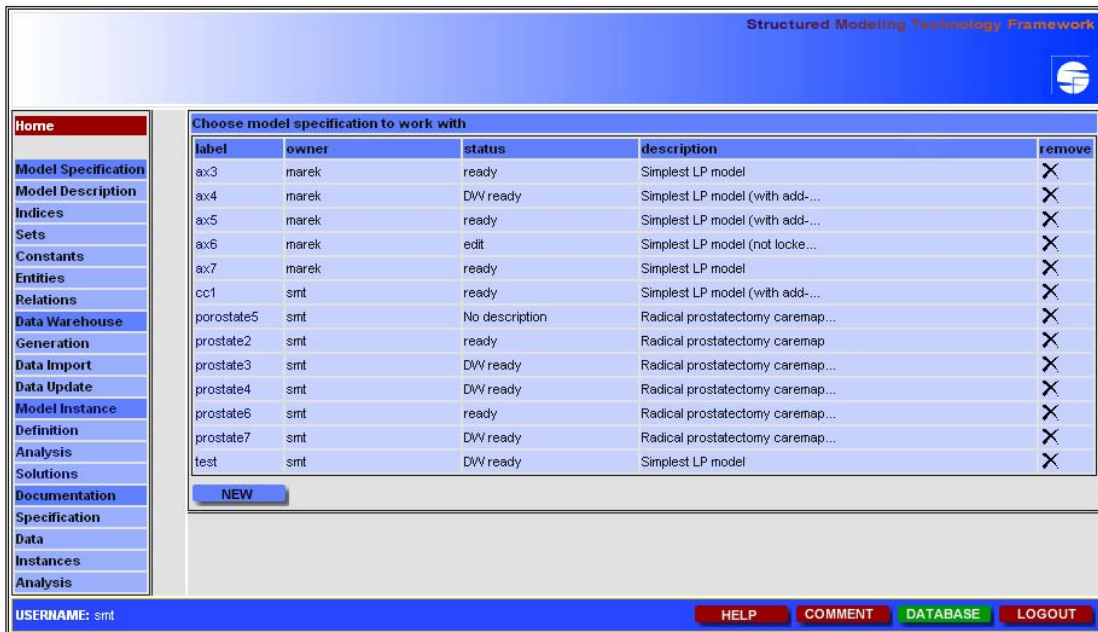 Structured Modeling Technology Framework
Home
Model Specification
Model Description
Indices
Sets
Constants
Entities
Relations
Data Warehouse
Generation
Data Import
Data Update
Model Instance
Definition
Analysis
Solutions
Documentation
Specification
Data
Instances
Analysis
Choose model specification to work with
label owner status description remove
ax3 marek ready Simplest LP model
ax4 marek DW ready Simplest LP model (with add-...
ax5 marek ready Simplest LP model (with add-...
ax6 marek edit Simplest LP model (not locke...
ax7 marek ready Simplest LP model
cc1 smt ready Simplest LP model (with add-...
porostate5 smt No description Radical prostatectomy caremap...
prostate2 smt ready Radical prostatectomy caremap
prostate3 smt DW ready Radical prostatectomy caremap...
prostate4 smt DW ready Radical prostatectomy caremap...
prostate6 smt ready Radical prostatectomy caremap...
prostate7 smt DW ready Radical prostatectomy caremap...
test smt DW ready Simplest LP model
NEW
USERNAME: smt HELP COMMENT DATABASE LOGOUT